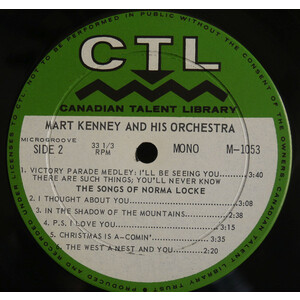 NOT TO BE PERFORMED IN PUBLIC WITHOUT THE CONSENT OF THE OWNER
CTL
CANADIAN TALENT LIBRARY
MART KENNEY AND HIS ORCHESTRA
MICROGROOVE
SIDE 2 33 1/3 RPM MONO M-1053
1. VICTORY PARADE MEDLEY: I'LL BE SEEING YOU
THERE ARE SUCH THINGS; YOU'LL NEVER KNOW 3:40
THE SONGS OF NORMA LOCKE
1. I THOUGHT ABOUT YOU 3:08
3. IN THE SHADOW OF THE MOUNTAINS 2:38
4. P.S. I LOVE YOU 3:18
5. CHRISTMAS IS A-COMIN' 2:35
6. THE WEST A NEST AND YOU 2:20